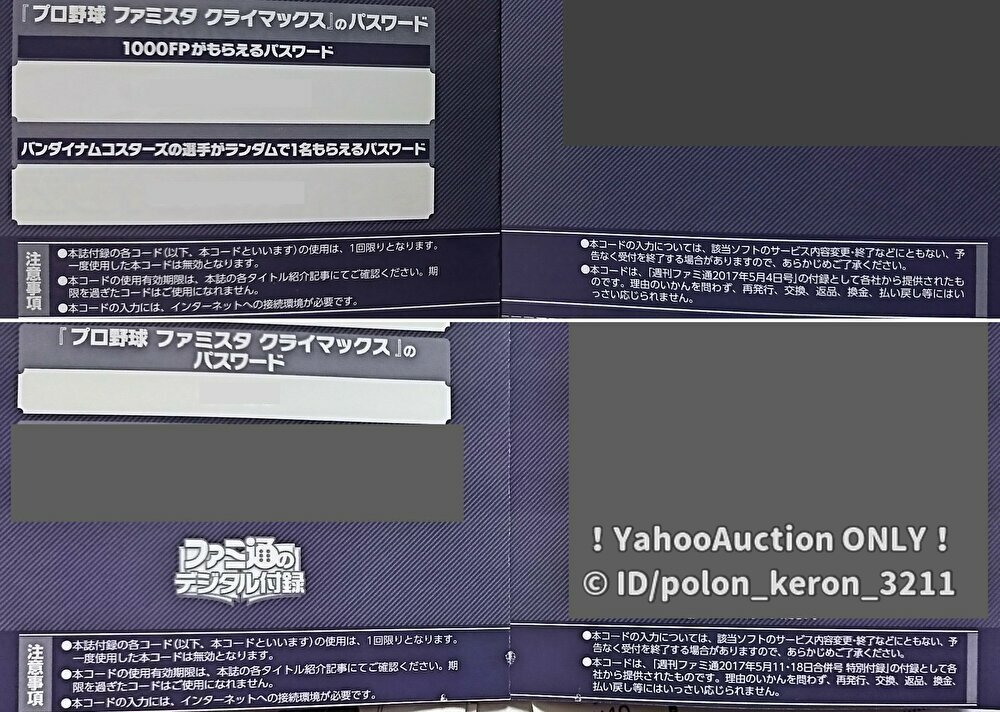 『プロ野球 ファミスタ クライマックス』のパスワード
1000FPがもらえるパスワード
バンダイナムコスターズの選手がランダムで1名もらえるパスワード
注意事項
●本誌付録の各コード(以下、本コードといいます)の使用は、1回限りとなります。
一度使用した本コードは無効となります。
●本コードの使用有効期限は、本誌の各タイトル紹介記事にてご確認ください。期
限を過ぎたコードはご使用になれません。
●本コードの入力には、インターネットへの接続環境が必要です。
●本コードの入力については、該当ソフトのサービス内容変更・終了などにともない、予
告なく受付を終了する場合がありますので、あらかじめご了承ください。
●本コードは、「週刊ファミ通2017年5月4日号」の付録として各社から提供されたも
のです。理由のいかんを問わず、再発行、交換、返品、換金、払い戻し等にはい
っさい応じられません。
『プロ野球 ファミスタ クライマックス』の
パスワード
ファミ通の
デジタル付録
注意事項
●本誌付録の各コード(以下、本コードといいます)の使用は、1回限りとなります。
一度使用した本コードは無効となります。
●本コードの使用有効期限は、本誌の各タイトル紹介記事にてご確認ください。期
限を過ぎたコードはご使用になれません。
●本コードの入力には、インターネットへの接続環境が必要です。
！YahooAuction ONLY！
© ID/polon_keron_3211
●本コードの入力については、該当ソフトのサービス内容変更・終了などにともない、予
告なく受付を終了する場合がありますので、あらかじめご了承ください。
●本コードは、「週刊ファミ通2017年5月11・18日合併号 特別付録」の付録として各
社から提供されたものです。理由のいかんを問わず、再発行、交換、返品、換金、
払い戻し等にはいっさい応じられません。